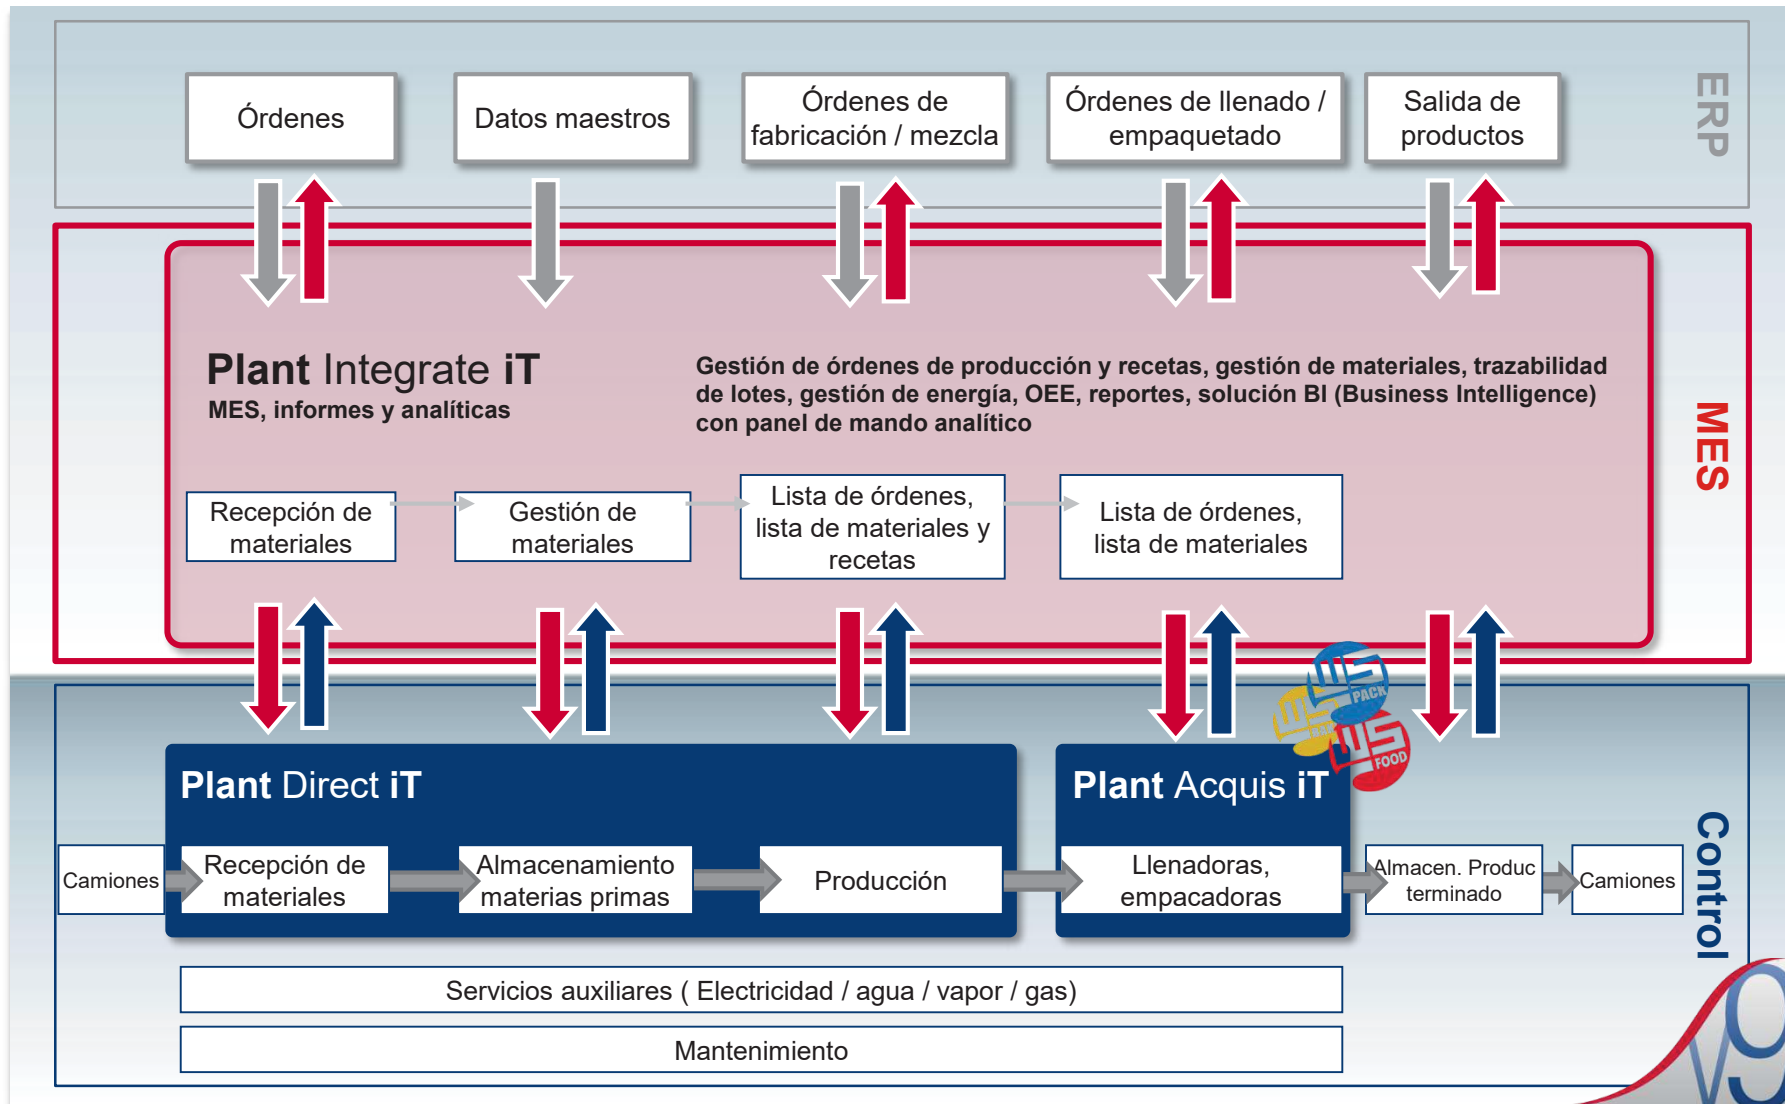 Órdenes
Datos maestros
Órdenes de
fabricación / mezcla
Órdenes de llenado /
empaquetado
Salida de
productos
ERP
Plant Integrate iT
MES, informes y analíticas
Gestión de órdenes de producción y recetas, gestión de materiales, trazabilidad
de lotes, gestión de energía, OEE, reportes, solución BI (Business Intelligence)
con panel de mando analítico
MES
Recepción de
materiales
Gestión de
materiales
Lista de órdenes,
lista de materiales y
recetas
Lista de órdenes,
lista de materiales
MS
PACK
MS
MS
FOOD
Plant Direct iT
Plant Acquis iT
Control
Camiones
Recepción de
materiales
Almacenamiento
materias primas
Producción
Llenadoras,
empacadoras
Almacen. Produc
terminado
Camiones
Servicios auxiliares ( Electricidad / agua / vapor / gas)
Mantenimiento
V9